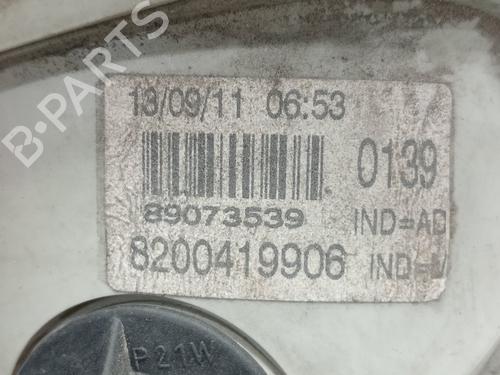 B-PARTS
13/09/11 06:53
0139
89073539 IND=AD
8200419906
P21W